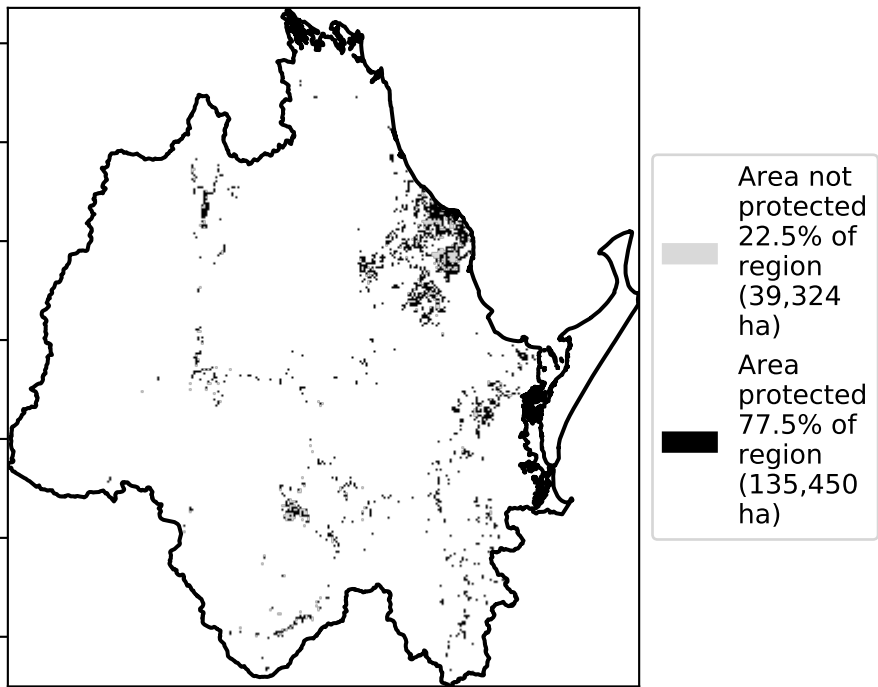 Area not
protected
22.5% of
region
(39,324
ha)
Area
protected
77.5% of
region
(135,450
ha)